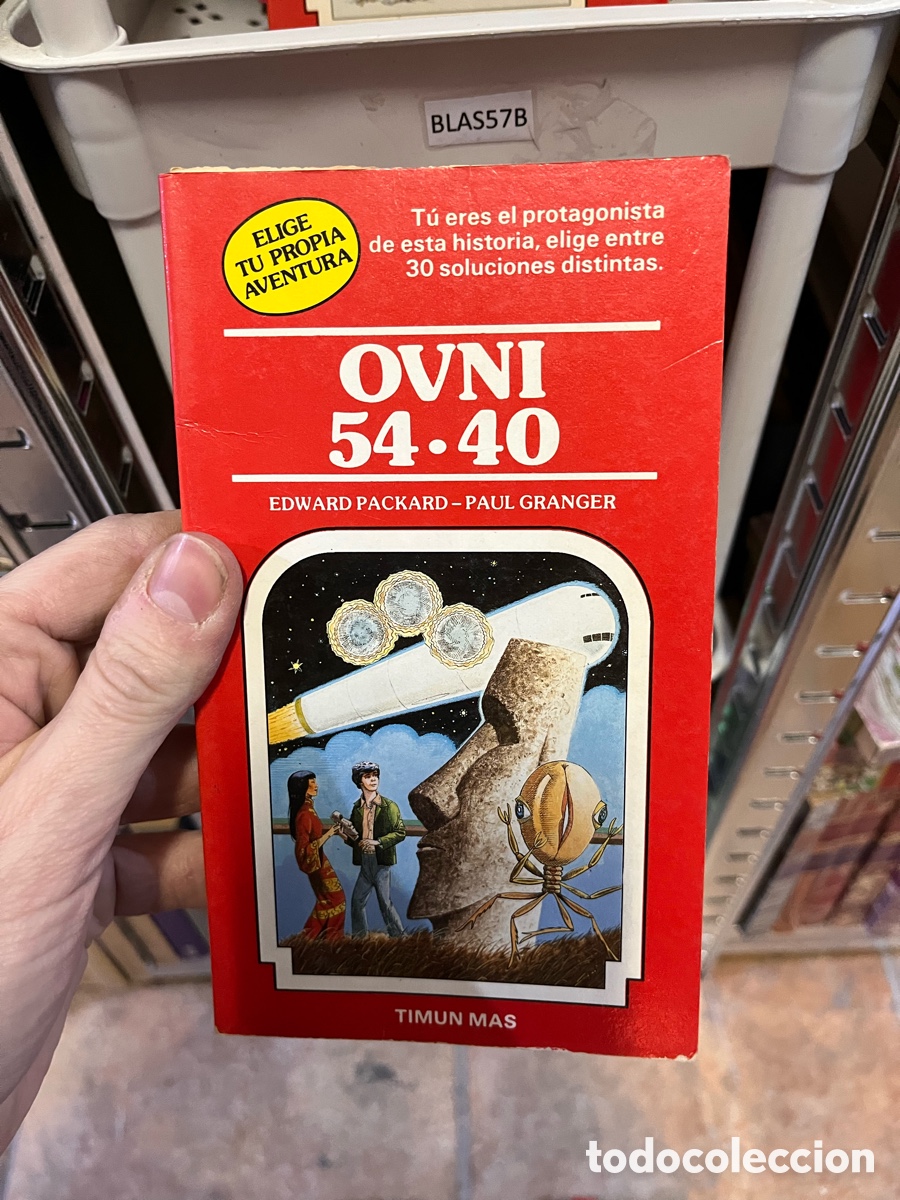 BLAS57B
ELIGE
TU PROPIA
AVENTURA
Tú eres el protagonista
de esta historia, elige entre
30 soluciones distintas.
OVNI
54·40
EDWARD PACKARD – PAUL GRANGER
TIMUN MAS
todocoleccion